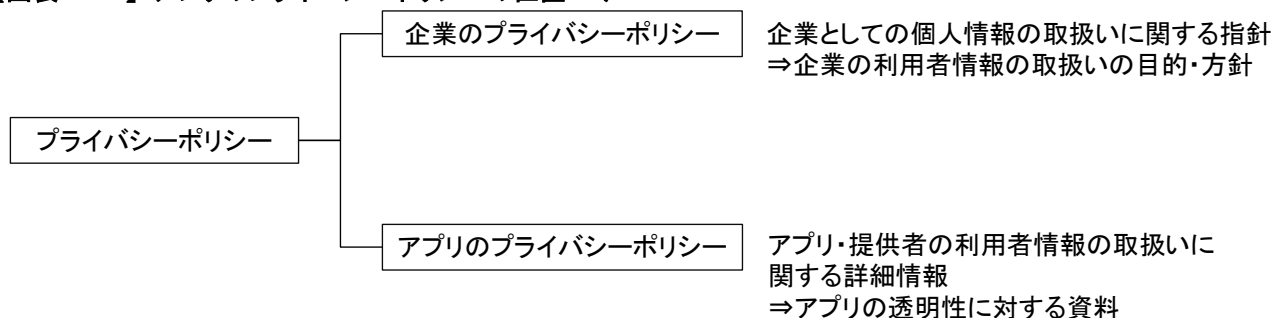 企業のプライバシーポリシー
企業としての個人情報の取扱いに関する指針
⇒企業の利用者情報の取扱いの目的・方針
プライバシーポリシー
アプリのプライバシーポリシー
アプリ・提供者の利用者情報の取扱いに
関する詳細情報
⇒アプリの透明性に対する資料